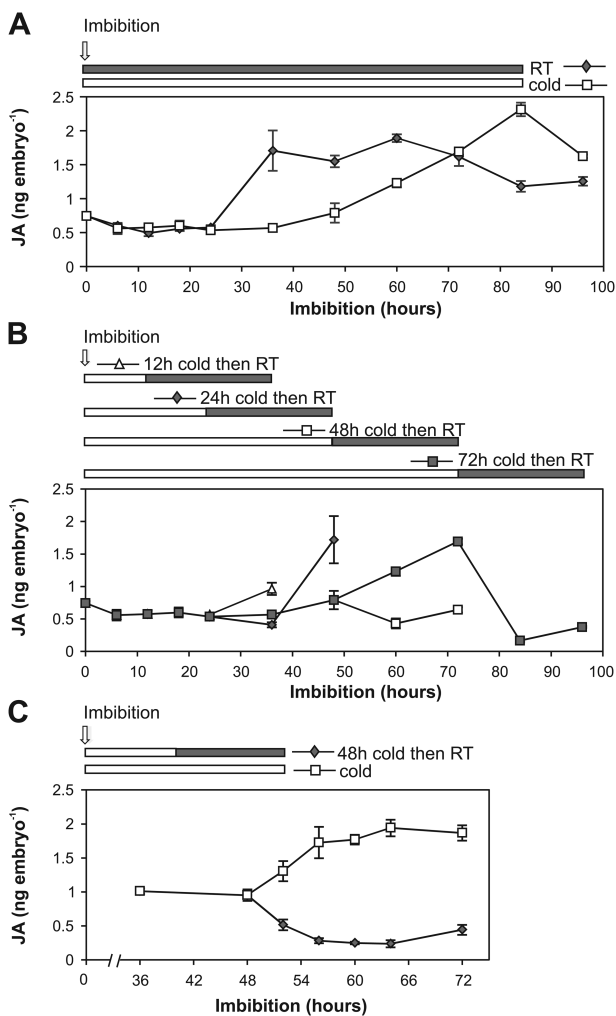 A
Imbibition
RT
cold
2.5
2
1.5
1
0.5
0
JA (ng embryo⁻¹)
0 10 20 30 40 50 60 70 80 90 100
Imbibition (hours)
B
Imbibition
12h cold then RT
24h cold then RT
48h cold then RT
72h cold then RT
2.5
2
1.5
1
0.5
0
JA (ng embryo⁻¹)
0 10 20 30 40 50 60 70 80 90 100
Imbibition (hours)
C
Imbibition
48h cold then RT
cold
2.5
2
1.5
1
0.5
0
JA (ng embryo⁻¹)
0 36 42 48 54 60 66 72
Imbibition (hours)